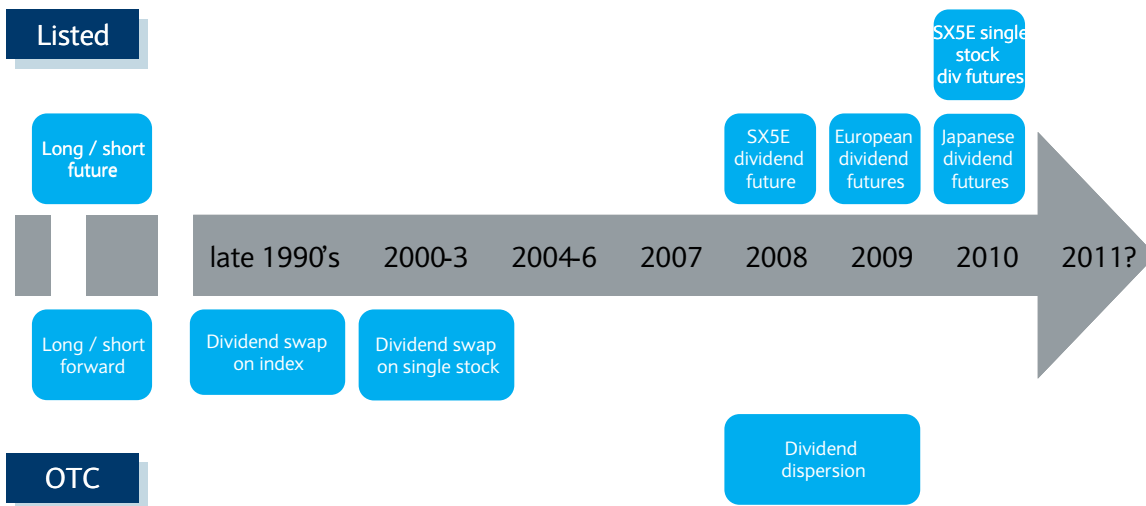 Listed
SX5E single
stock
div futures
Long / short
future
SX5E
dividend
future
European
dividend
futures
Japanese
dividend
futures
late 1990's
2000-3
2004-6
2007
2008
2009
2010
2011?
Long / short
forward
Dividend swap
on index
Dividend swap
on single stock
Dividend
dispersion
OTC